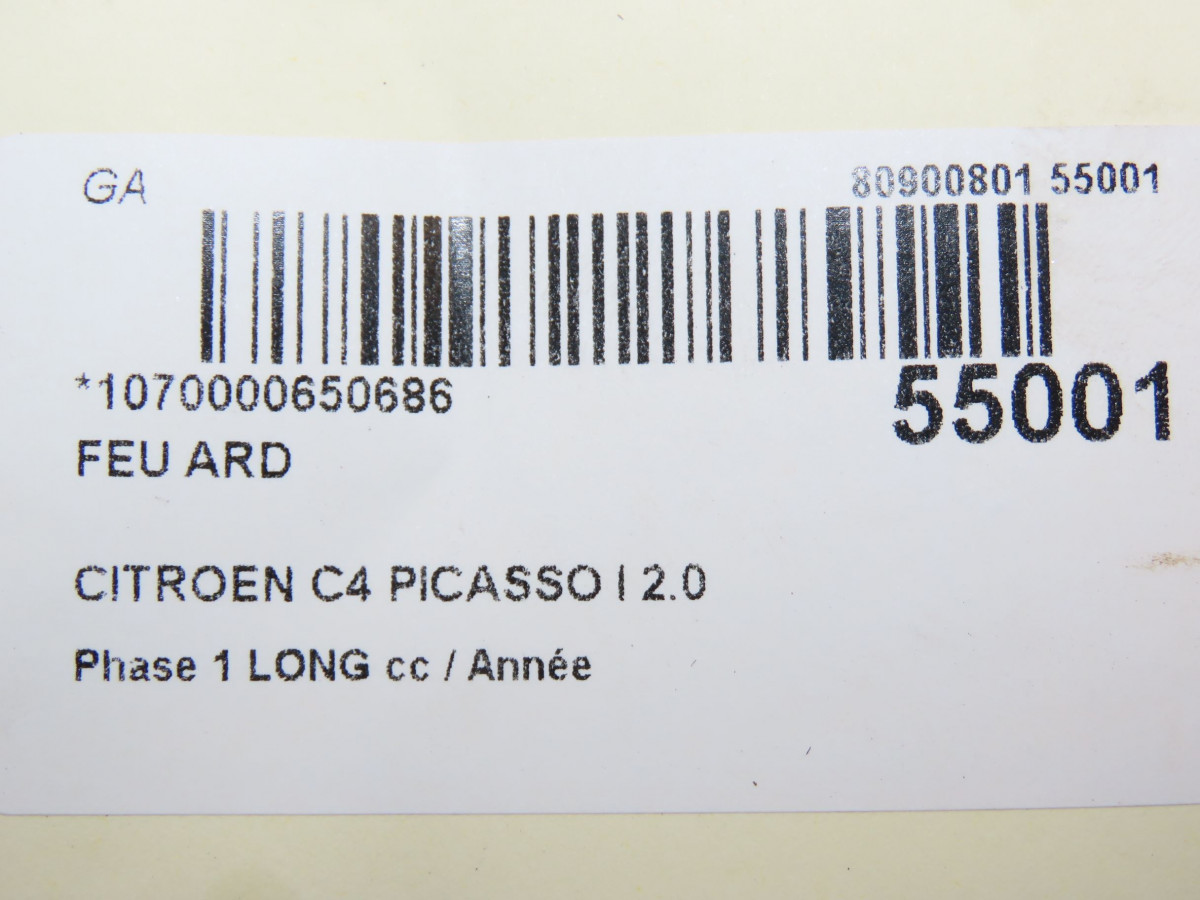 GA
80900801 55001
*1070000650686
55001
FEU ARD
CITROEN C4 PICASSO I 2.0
Phase 1 LONG cc / Année